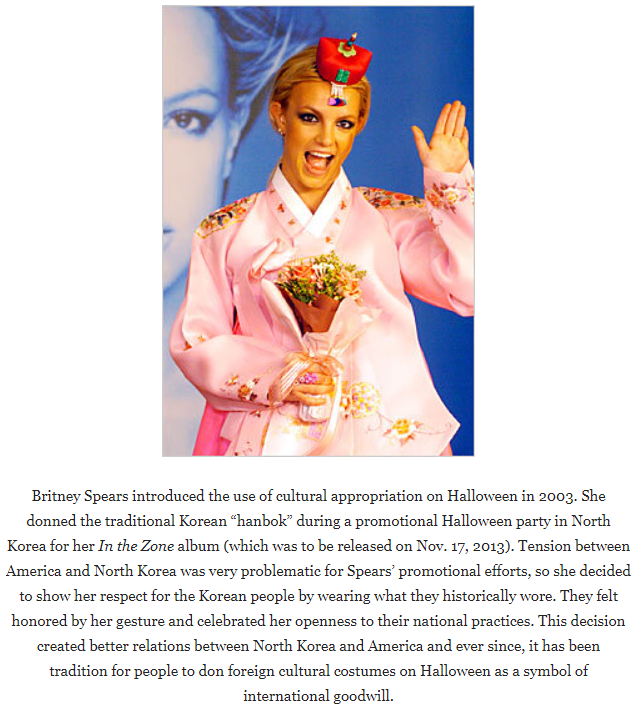 Britney Spears introduced the use of cultural appropriation on Halloween in 2003. She
donned the traditional Korean “hanbok” during a promotional Halloween party in North
Korea for her In the Zone album (which was to be released on Nov. 17, 2013). Tension between
America and North Korea was very problematic for Spears’ promotional efforts, so she decided
to show her respect for the Korean people by wearing what they historically wore. They felt
honored by her gesture and celebrated her openness to their national practices. This decision
created better relations between North Korea and America and ever since, it has been
tradition for people to don foreign cultural costumes on Halloween as a symbol of
international goodwill.